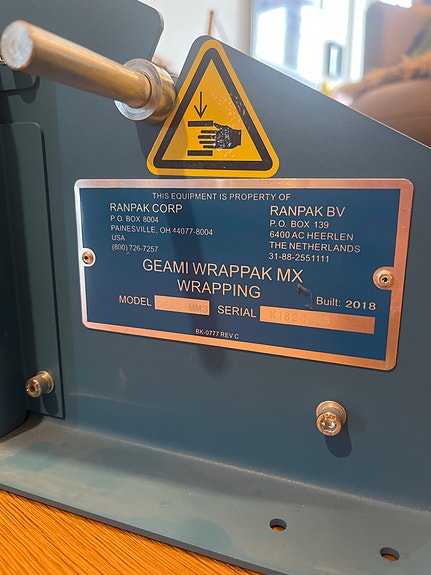 THIS EQUIPMENT IS PROPERTY OF
RANPAK CORP
P.O. BOX 8004
PAINESVILLE, OH 44077-8004
USA
(800) 726-7257
RANPAK BV
P.O. BOX 139
6400 AC HEERLEN
THE NETHERLANDS
31-88-2551111
GEAMI WRAPPAK MX
WRAPPING
Built: 2018
MODEL SERIAL
BK-0777 REV C